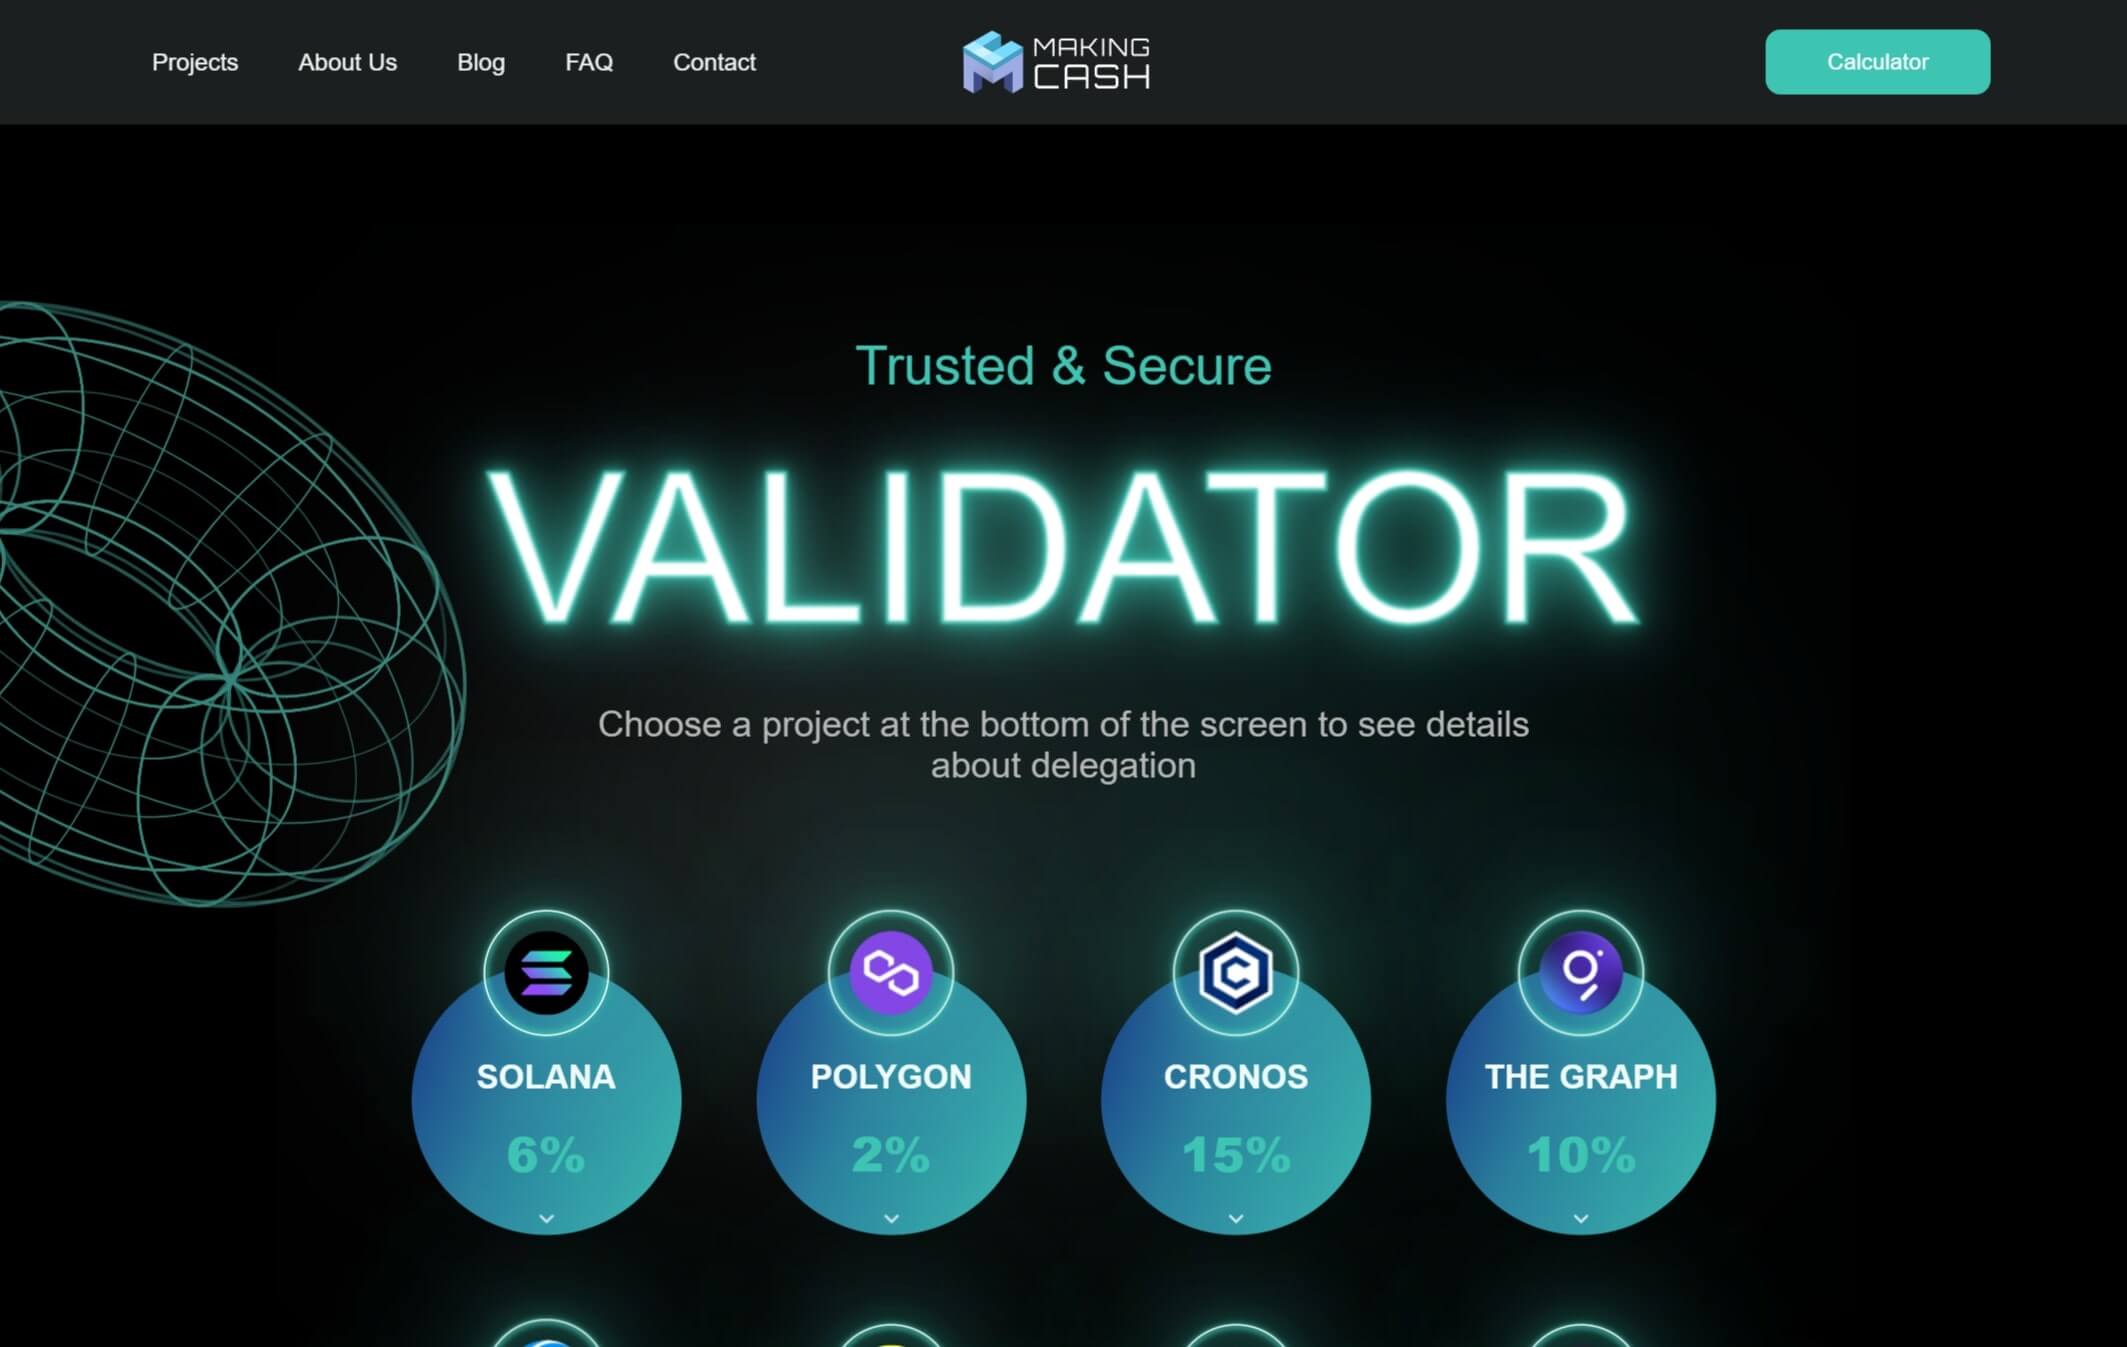 Projects
About Us
Blog
FAQ
Contact
MAKING
CASH
Calculator
Trusted & Secure
VALIDATOR
Choose a project at the bottom of the screen to see details
about delegation
SOLANA
POLYGON
CRONOS
THE GRAPH
6%
2%
15%
10%